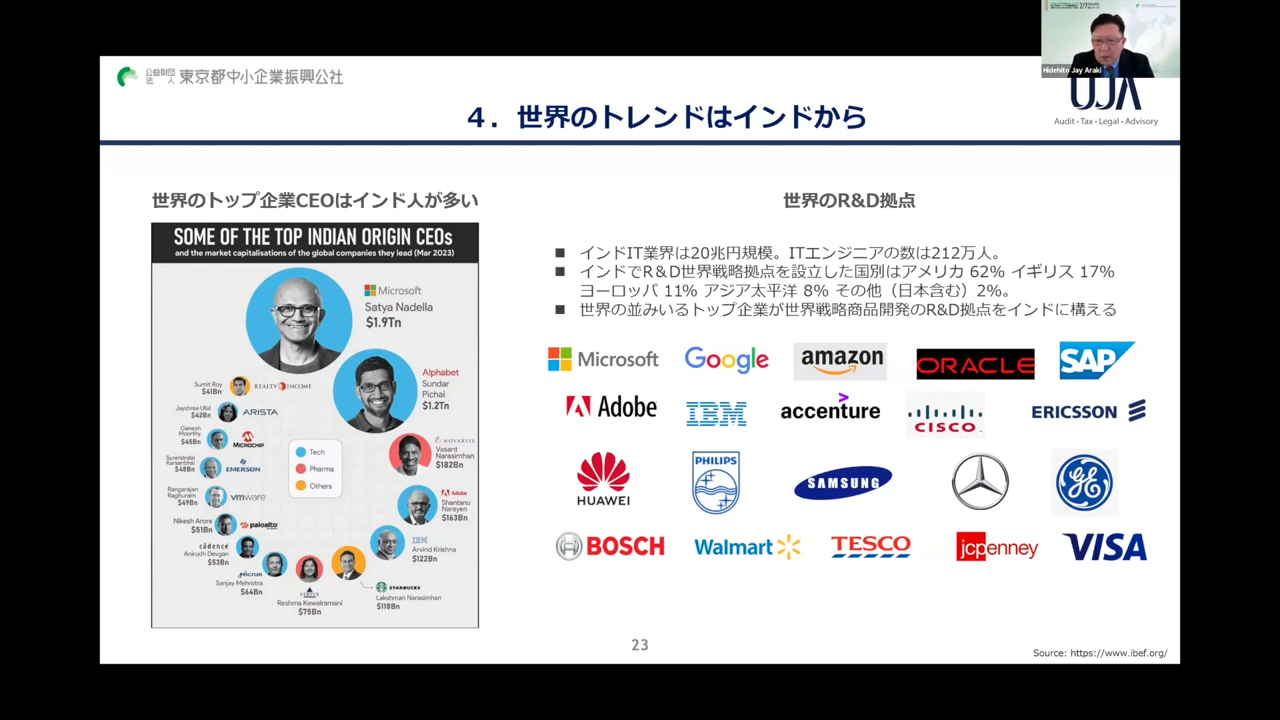 公益財団法人 東京都中小企業振興公社
Hidehito Jay Araki
UJA
Audit・Tax・Legal・Advisory
４．世界のトレンドはインドから
世界のトップ企業CEOはインド人が多い
SOME OF THE TOP INDIAN ORIGIN CEOs
and the market capitalisations of the global companies they lead (Mar 2023)
Microsoft
Satya Nadella
$1.9Tn
Alphabet
Sundar
Pichai
$1.2Tn
NOVARTIS
Vasant
Narasimhan
$182Bn
Adobe
Shantanu
Narayen
$163Bn
IBM
Arvind Krishna
$122Bn
STARBUCKS
Lakshman Narasimhan
$118Bn
VERTEX
Reshma Kewalramani
$75Bn
Micron
Sanjay Mehrotra
$64Bn
cādence
Anirudh Devgan
$53Bn
Nikesh Arora
$51Bn
paloalto
Rangarajan
Raghuram
$49Bn
vmware
$48Bn
EMERSON
Ganesh
Moorthy
$45Bn
MICROCHIP
Jayshree Ullal
$42Bn
ARISTA
Sumit Roy
$41Bn
REALTY INCOME
Tech
Pharma
Others
世界のR&D拠点
■ インドIT業界は20兆円規模。ITエンジニアの数は212万人。
■ インドでR＆D世界戦略拠点を設立した国別はアメリカ 62% イギリス 17%
ヨーロッパ 11% アジア太平洋 8% その他（日本含む）2%。
■ 世界の並みいるトップ企業が世界戦略商品開発のR&D拠点をインドに構える
Microsoft Google amazon ORACLE SAP
Adobe IBM accenture CISCO ERICSSON
HUAWEI PHILIPS SAMSUNG GE
BOSCH Walmart TESCO jcpenney VISA
23
Source: https://www.ibef.org/